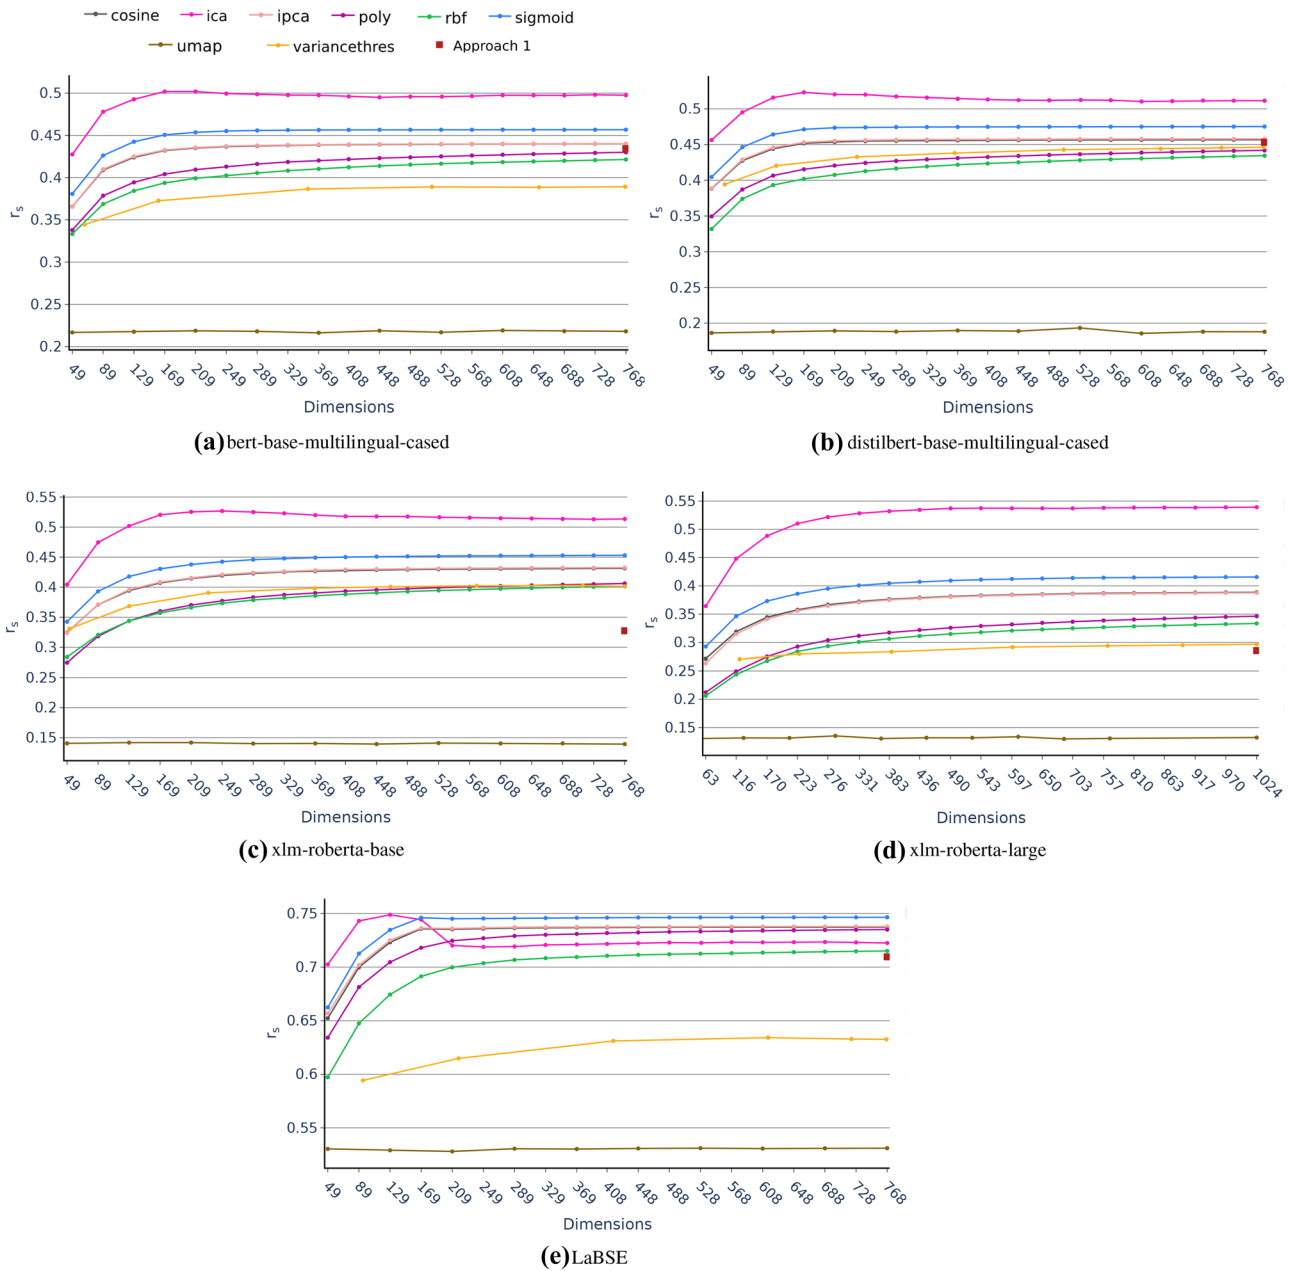 cosine ica ipca poly rbf sigmoid
umap variancethres Approach 1
0.5
0.45
0.4
0.35
0.3
0.25
0.2
r_s
49 89 129 169 209 249 289 329 369 408 448 488 528 568 608 648 688 728 768
Dimensions
(a) bert-base-multilingual-cased
0.5
0.45
0.4
0.35
0.3
0.25
0.2
r_s
49 89 129 169 209 249 289 329 369 408 448 488 528 568 608 648 688 728 768
Dimensions
(b) distilbert-base-multilingual-cased
0.55
0.5
0.45
0.4
0.35
0.3
0.25
0.2
0.15
r_s
49 89 129 169 209 249 289 329 369 408 448 488 528 568 608 648 688 728 768
Dimensions
(c) xlm-roberta-base
0.55
0.5
0.45
0.4
0.35
0.3
0.25
0.2
0.15
r_s
63 116 170 223 276 331 383 436 490 543 597 650 703 757 810 863 917 970 1024
Dimensions
(d) xlm-roberta-large
0.75
0.7
0.65
0.6
0.55
r_s
49 89 129 169 209 249 289 329 369 408 448 488 528 568 608 648 688 728 768
Dimensions
(e) LaBSE